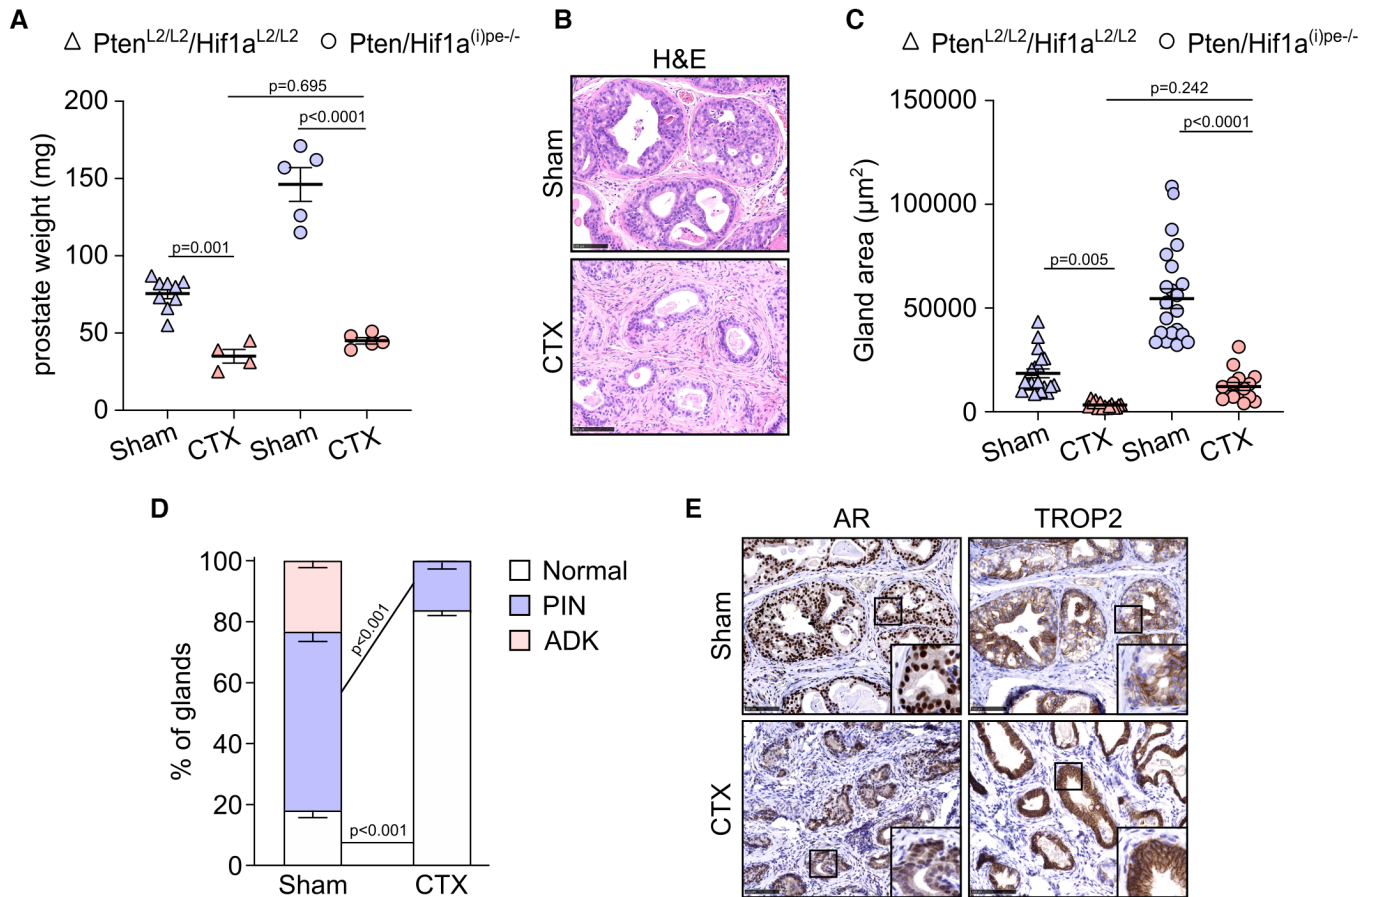 A
△ Pten^L2/L2/Hif1a^L2/L2 ○ Pten/Hif1a^(i)pe-/-
p=0.695
p<0.0001
p=0.001
prostate weight (mg)
200
150
100
50
0
Sham
CTX
Sham
CTX
B
H&E
Sham
CTX
C
△ Pten^L2/L2/Hif1a^L2/L2 ○ Pten/Hif1a^(i)pe-/-
p=0.242
p<0.0001
p=0.005
Gland area (µm²)
150000
100000
50000
0
Sham
CTX
Sham
CTX
D
% of glands
100
80
60
40
20
0
p<0.001
p<0.001
Sham
CTX
Normal
PIN
ADK
E
AR
TROP2
Sham
CTX